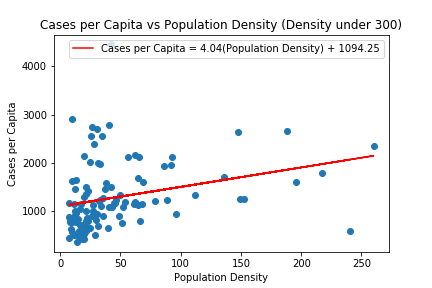 Cases per Capita vs Population Density (Density under 300)
Cases per Capita = 4.04(Population Density) + 1094.25
4000
3000
2000
1000
Cases per Capita
0
50
100
150
200
250
Population Density